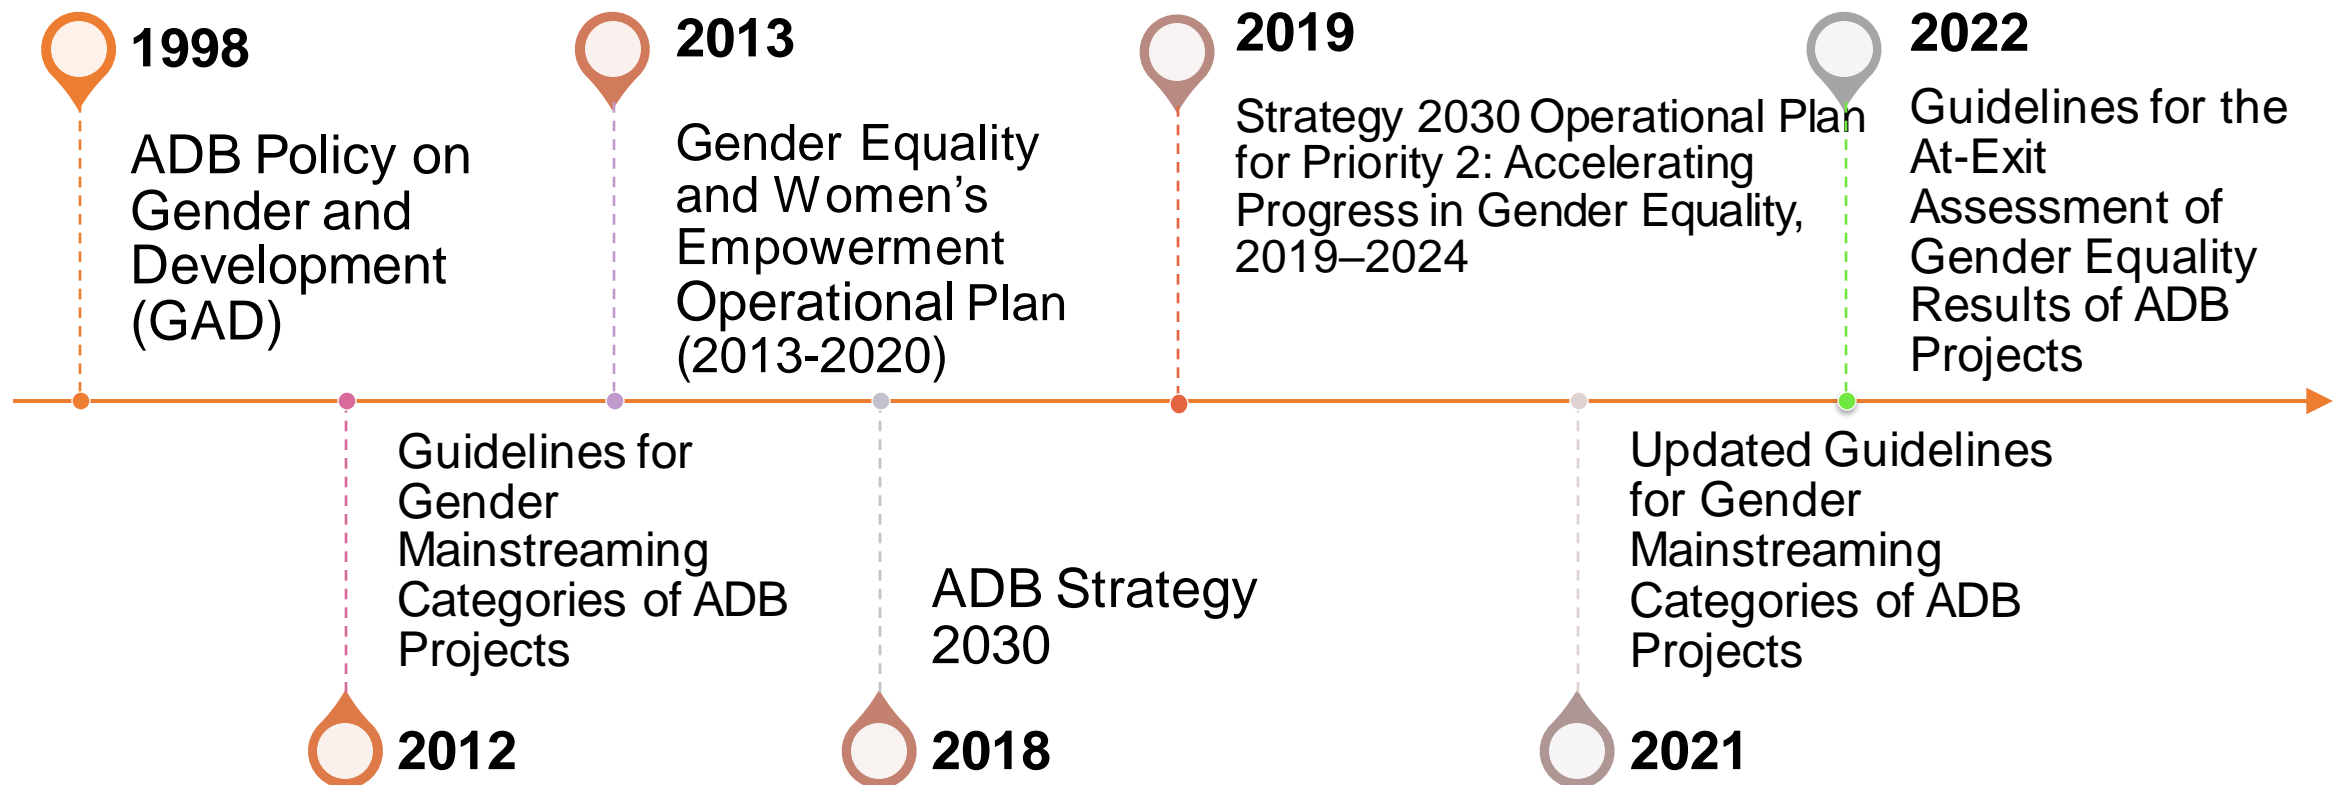 1998
ADB Policy on
Gender and
Development
(GAD)
2013
Gender Equality
and Women’s
Empowerment
Operational Plan
(2013-2020)
2019
Strategy 2030 Operational Plan
for Priority 2: Accelerating
Progress in Gender Equality,
2019–2024
2022
Guidelines for the
At-Exit
Assessment of
Gender Equality
Results of ADB
Projects
Guidelines for
Gender
Mainstreaming
Categories of ADB
Projects
2012
ADB Strategy
2030
2018
Updated Guidelines
for Gender
Mainstreaming
Categories of ADB
Projects
2021